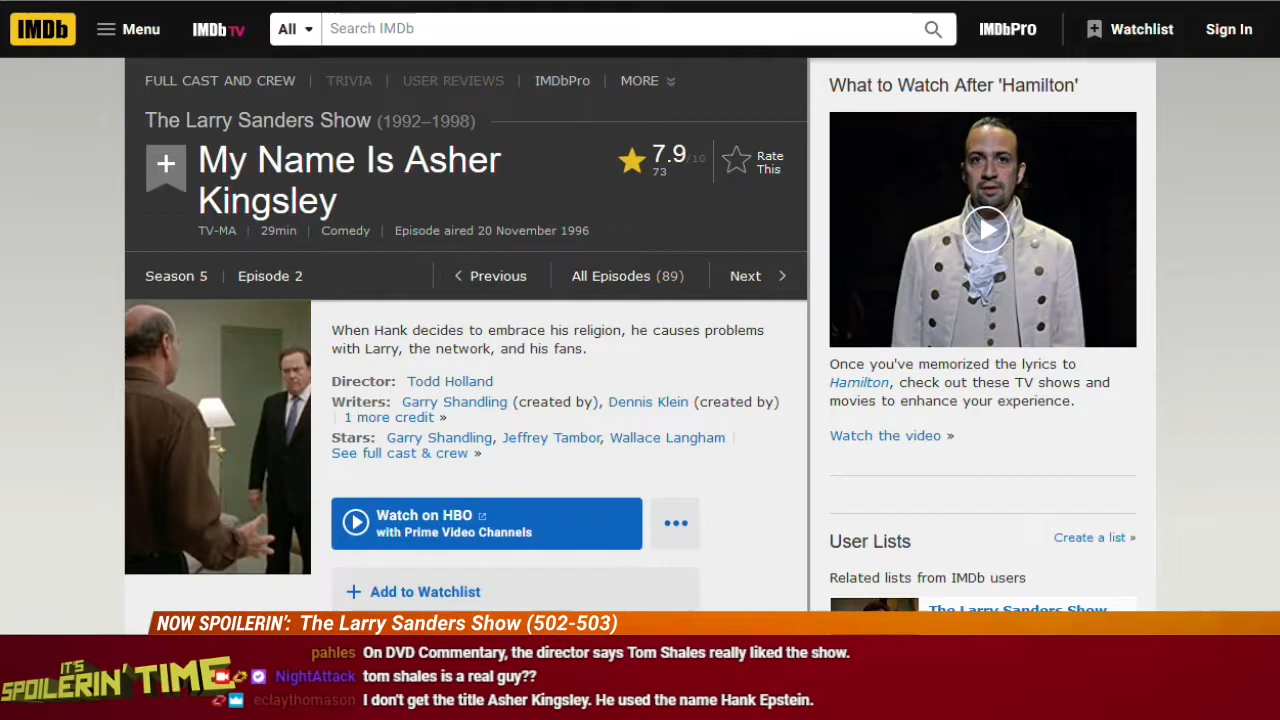 IMDb
Menu
IMDb TV
All
Search IMDb
IMDbPro
Watchlist
Sign In
FULL CAST AND CREW | TRIVIA | USER REVIEWS | IMDbPro | MORE
The Larry Sanders Show (1992–1998)
+ My Name Is Asher
Kingsley
7.9/10
73
Rate
This
TV-MA | 29min | Comedy | Episode aired 20 November 1996
Season 5 | Episode 2
Previous | All Episodes (89) | Next
When Hank decides to embrace his religion, he causes problems
with Larry, the network, and his fans.
Director: Todd Holland
Writers: Garry Shandling (created by), Dennis Klein (created by)
| 1 more credit »
Stars: Garry Shandling, Jeffrey Tambor, Wallace Langham |
See full cast & crew »
Watch on HBO
with Prime Video Channels
+ Add to Watchlist
What to Watch After 'Hamilton'
Once you've memorized the lyrics to
Hamilton, check out these TV shows and
movies to enhance your experience.
Watch the video »
User Lists
Create a list »
Related lists from IMDb users
The Larry Sanders Show
NOW SPOILERIN': The Larry Sanders Show (502-503)
IT'S
SPOILERIN' TIME
pahles On DVD Commentary, the director says Tom Shales really liked the show.
NightAttack tom shales is a real guy??
eclaythomason I don't get the title Asher Kingsley. He used the name Hank Epstein.